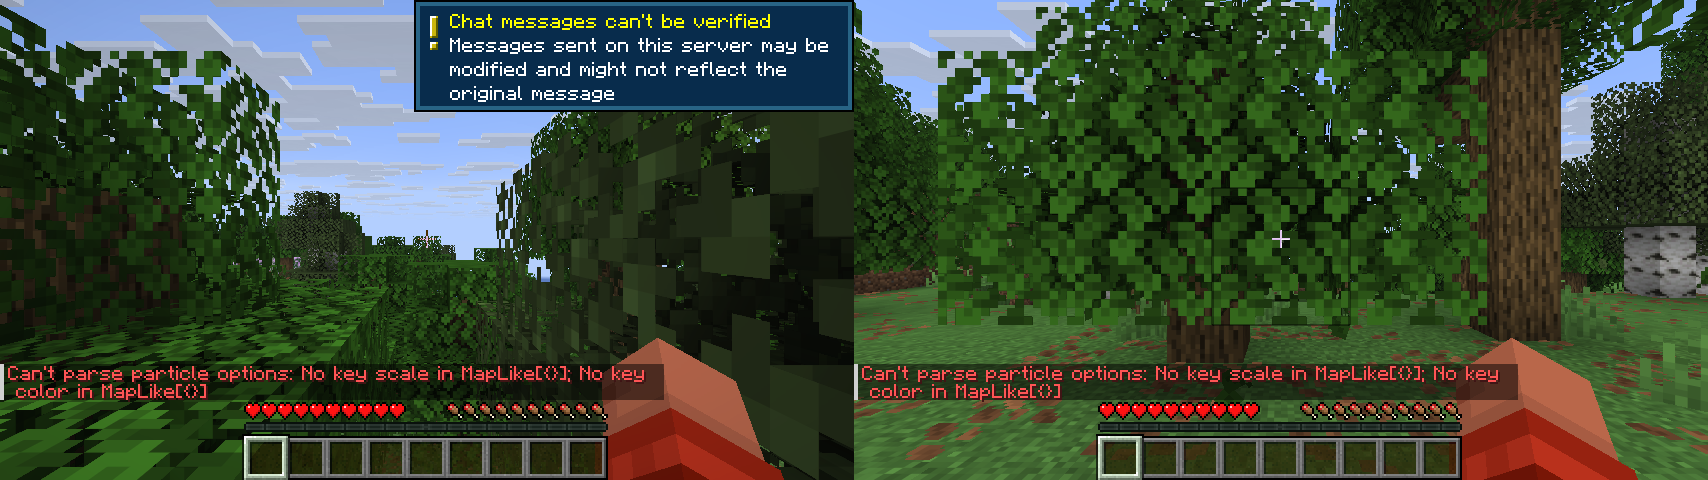 Chat messages can't be verified
Messages sent on this server may be
modified and might not reflect the
original message
Can't parse particle options: No key scale in MapLike[{}]; No key
color in MapLike[{}]
Can't parse particle options: No key scale in MapLike[{}]; No key
color in MapLike[{}]